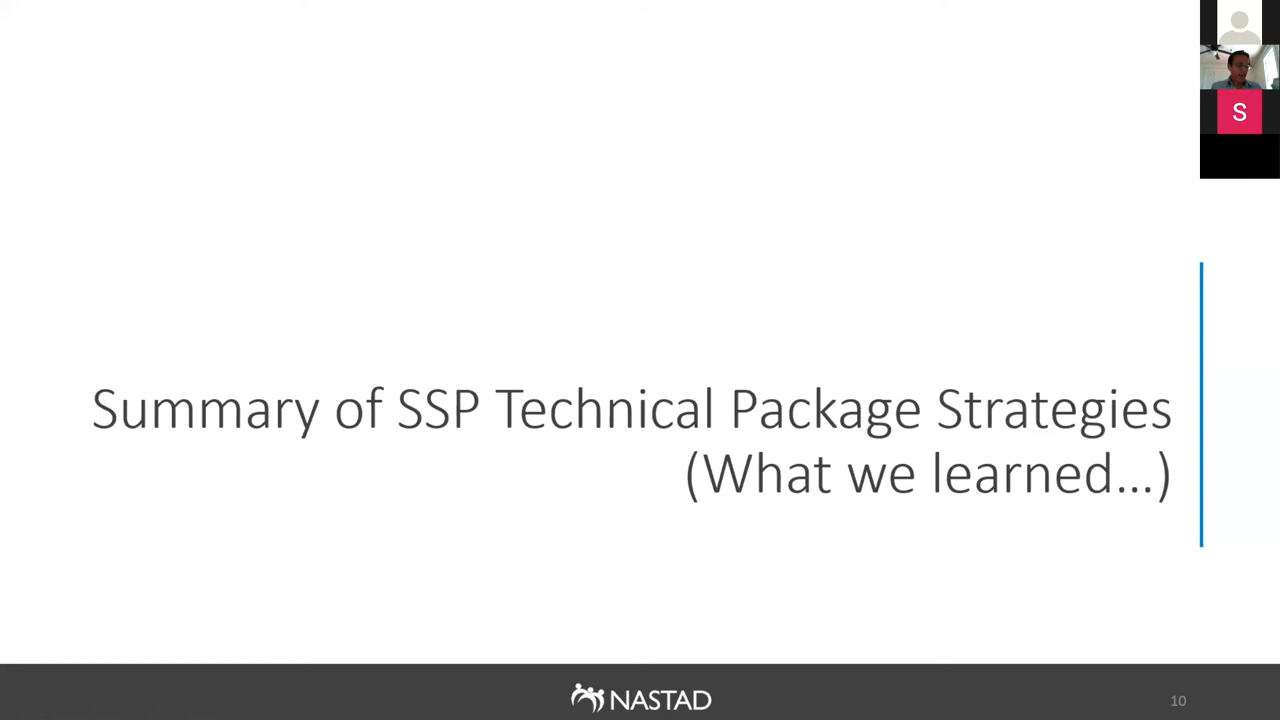 S
Summary of SSP Technical Package Strategies
(What we learned...)
NASTAD
10